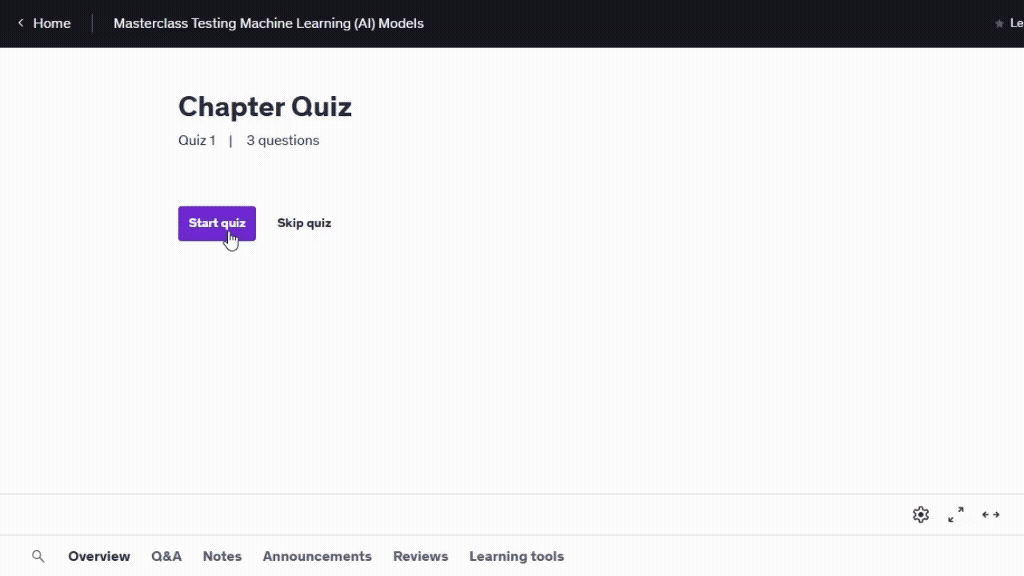 Home
Masterclass Testing Machine Learning (AI) Models
Le
Chapter Quiz
Quiz 1 | 3 questions
Start quiz
Skip quiz
Overview Q&A Notes Announcements Reviews Learning tools